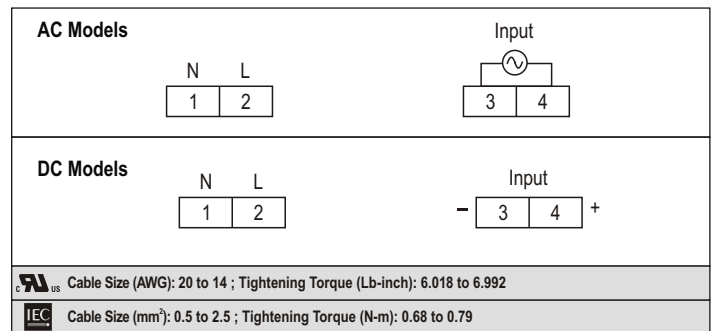 AC Models
Input
N L
1 2
3 4
DC Models
Input
N L
1 2
– 3 4 +
c RU US Cable Size (AWG): 20 to 14 ; Tightening Torque (Lb-inch): 6.018 to 6.992
IEC Cable Size (mm²): 0.5 to 2.5 ; Tightening Torque (N-m): 0.68 to 0.79